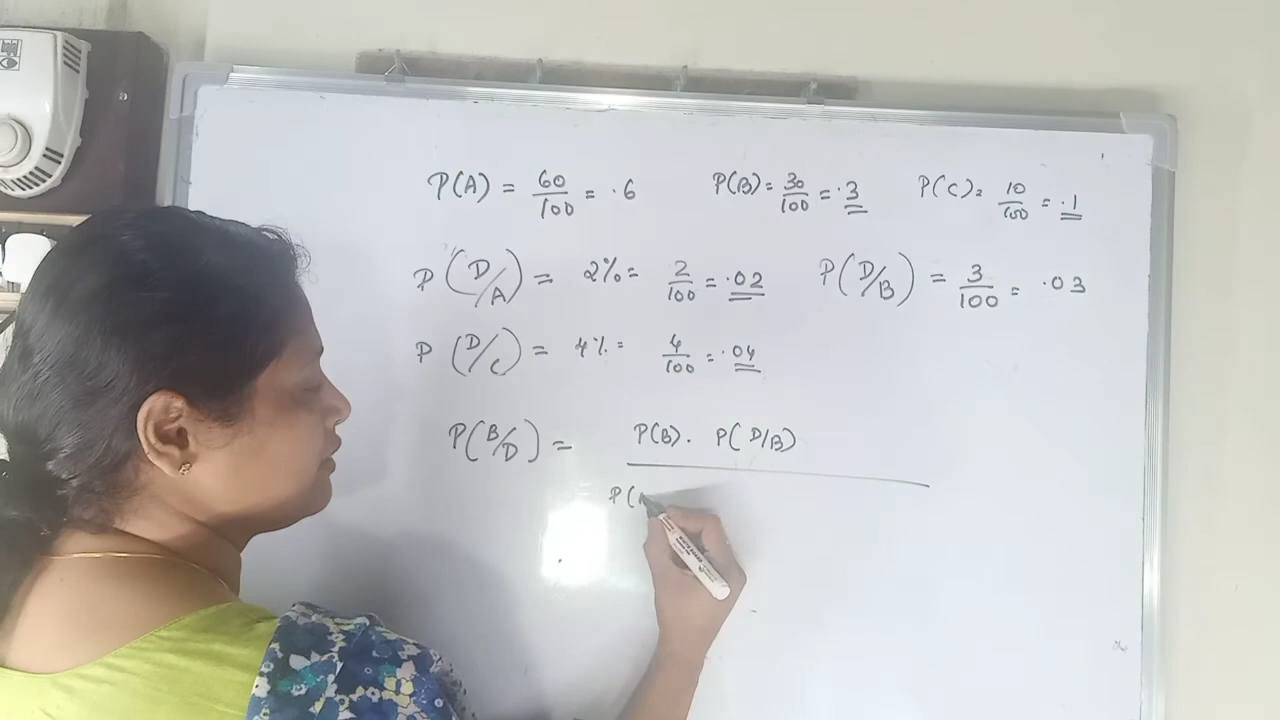 P(A) = 60/100 = .6 P(B) = 30/100 = .3 P(C) = 10/100 = .1
P(D/A) = 2% = 2/100 = .02 P(D/B) = 3/100 = .03
P(D/C) = 4% = 4/100 = .04
P(B/D) = P(B). P(D/B)
P(